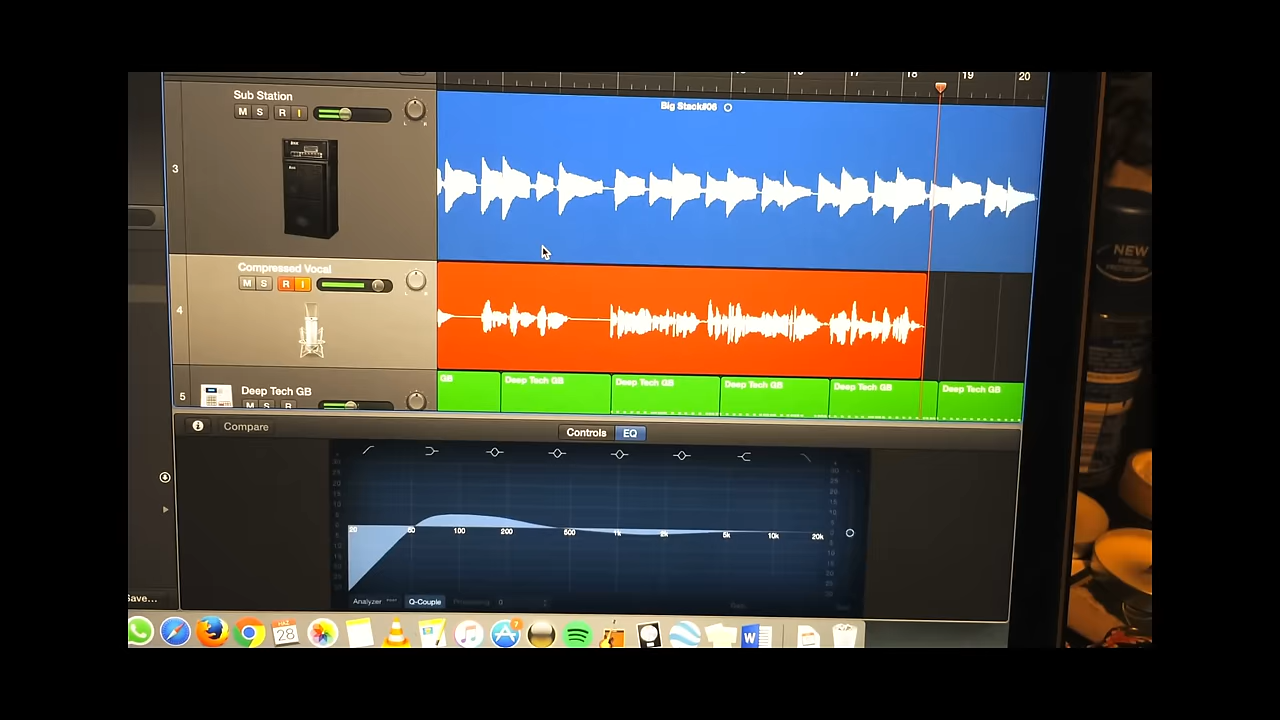 17 18 19 20
Sub Station
Big Stack#06
M S R I
L R
3
Compressed Vocal
M S R I
L R
4
GB Deep Tech GB Deep Tech GB Deep Tech GB Deep Tech GB Deep Tech GB
Deep Tech GB
5
M S R
Compare
Controls EQ
20 50 100 200 500 1k 2k 5k 10k 20k
Analyzer
Q-Couple
Save...
HAZ
28
7
W
NEW